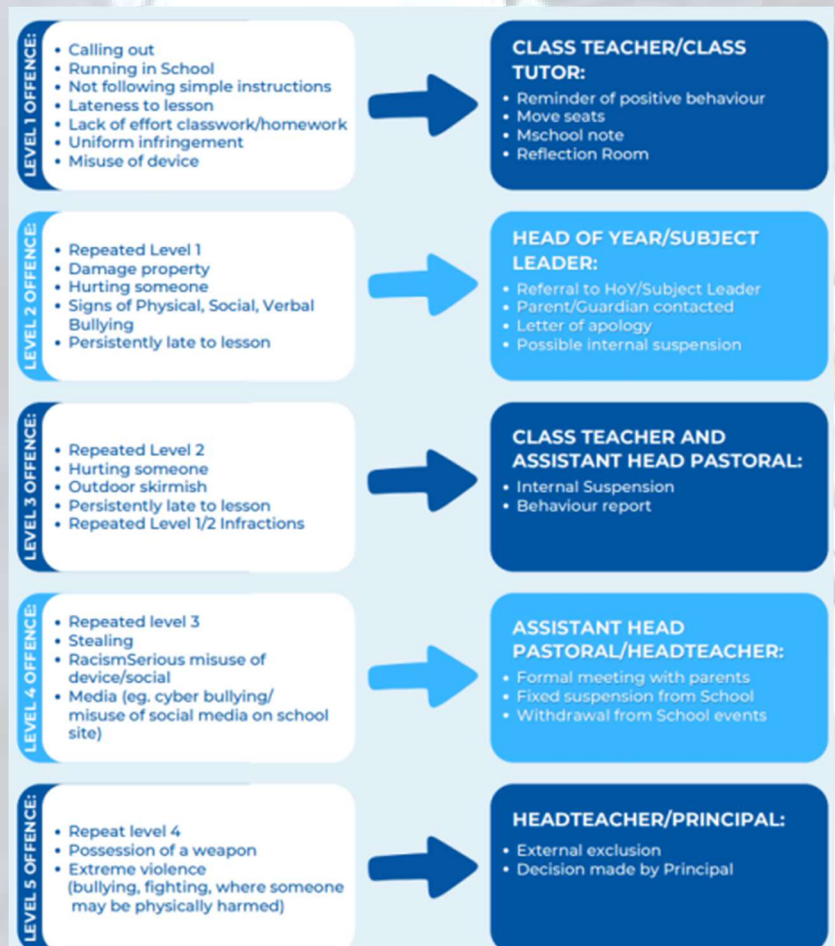 LEVEL 1 OFFENCE:
• Calling out
• Running in School
• Not following simple instructions
• Lateness to lesson
• Lack of effort classwork/homework
• Uniform infringement
• Misuse of device
CLASS TEACHER/CLASS
TUTOR:
• Reminder of positive behaviour
• Move seats
• Mschool note
• Reflection Room
LEVEL 2 OFFENCE:
• Repeated Level 1
• Damage property
• Hurting someone
• Signs of Physical, Social, Verbal
Bullying
• Persistently late to lesson
HEAD OF YEAR/SUBJECT
LEADER:
• Referral to HoY/Subject Leader
• Parent/Guardian contacted
• Letter of apology
• Possible internal suspension
LEVEL 3 OFFENCE:
• Repeated Level 2
• Hurting someone
• Outdoor skirmish
• Persistently late to lesson
• Repeated Level 1/2 Infractions
CLASS TEACHER AND
ASSISTANT HEAD PASTORAL:
• Internal Suspension
• Behaviour report
LEVEL 4 OFFENCE:
• Repeated level 3
• Stealing
• RacismSerious misuse of
device/social
• Media (eg. cyber bullying/
misuse of social media on school
site)
ASSISTANT HEAD
PASTORAL/HEADTEACHER:
• Formal meeting with parents
• Fixed suspension from School
• Withdrawal from School events
LEVEL 5 OFFENCE:
• Repeat level 4
• Possession of a weapon
• Extreme violence
(bullying, fighting, where someone
may be physically harmed)
HEADTEACHER/PRINCIPAL:
• External exclusion
• Decision made by Principal